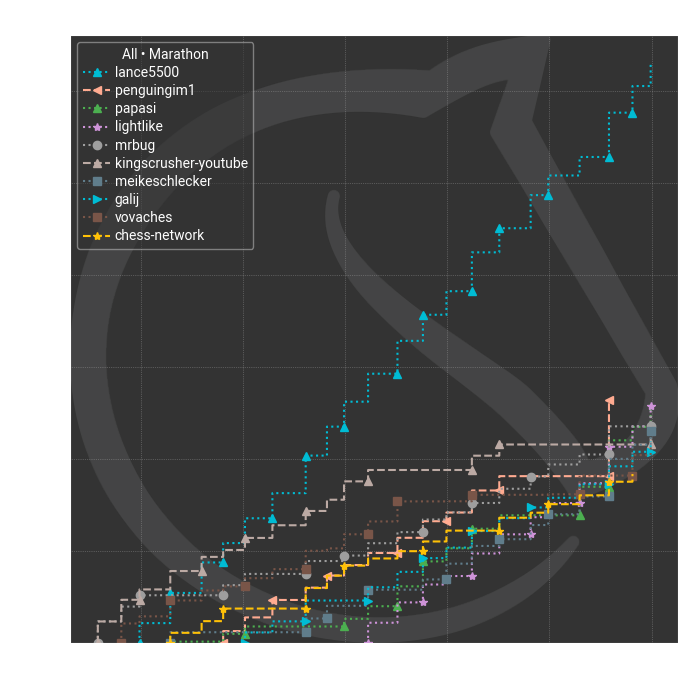 All • Marathon
lance5500
penguingim1
papasi
lightlike
mrbug
kingscrusher-youtube
meikeschlecker
galij
vovaches
chess-network